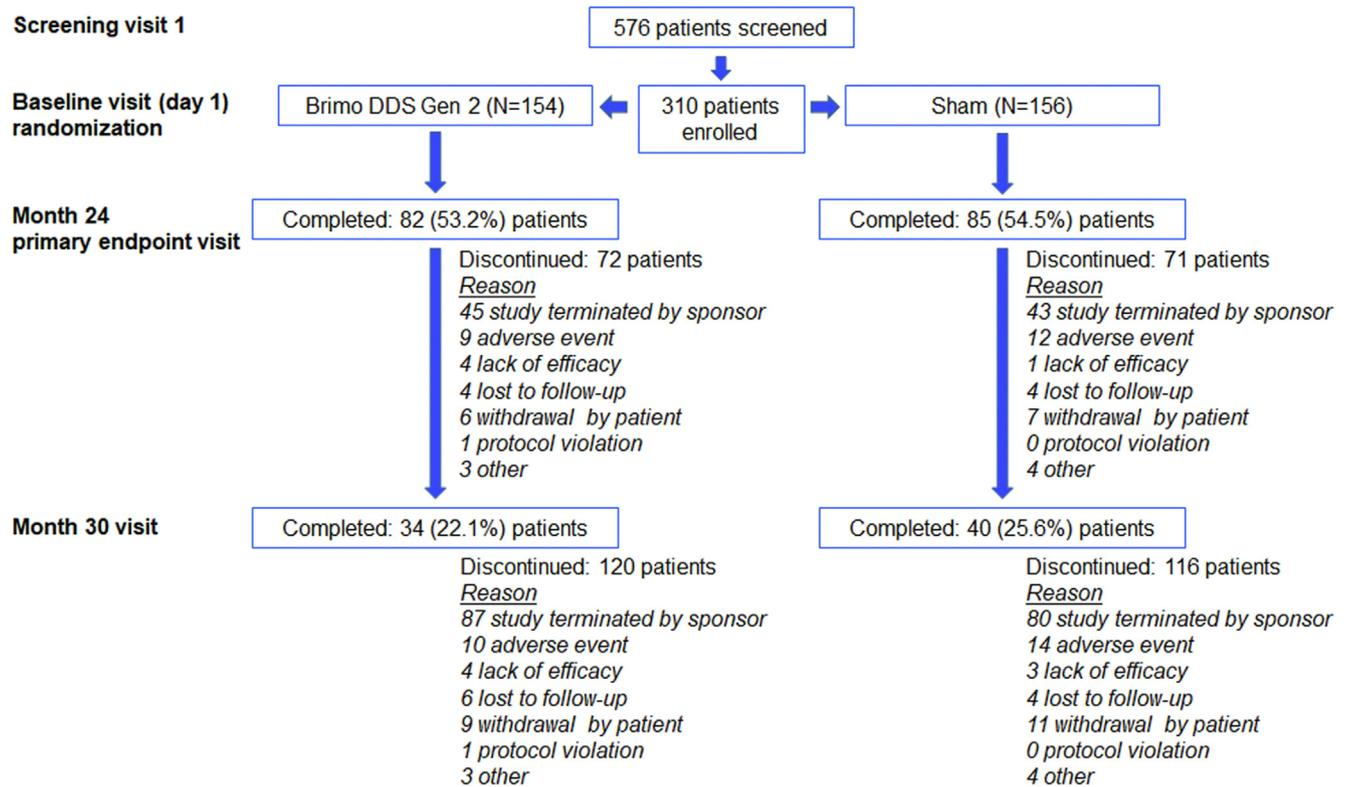 Screening visit 1
576 patients screened
Baseline visit (day 1)
randomization
Brimo DDS Gen 2 (N=154)
310 patients
enrolled
Sham (N=156)
Month 24
primary endpoint visit
Completed: 82 (53.2%) patients
Discontinued: 72 patients
Reason
45 study terminated by sponsor
9 adverse event
4 lack of efficacy
4 lost to follow-up
6 withdrawal by patient
1 protocol violation
3 other
Completed: 85 (54.5%) patients
Discontinued: 71 patients
Reason
43 study terminated by sponsor
12 adverse event
1 lack of efficacy
4 lost to follow-up
7 withdrawal by patient
0 protocol violation
4 other
Month 30 visit
Completed: 34 (22.1%) patients
Discontinued: 120 patients
Reason
87 study terminated by sponsor
10 adverse event
4 lack of efficacy
6 lost to follow-up
9 withdrawal by patient
1 protocol violation
3 other
Completed: 40 (25.6%) patients
Discontinued: 116 patients
Reason
80 study terminated by sponsor
14 adverse event
3 lack of efficacy
4 lost to follow-up
11 withdrawal by patient
0 protocol violation
4 other